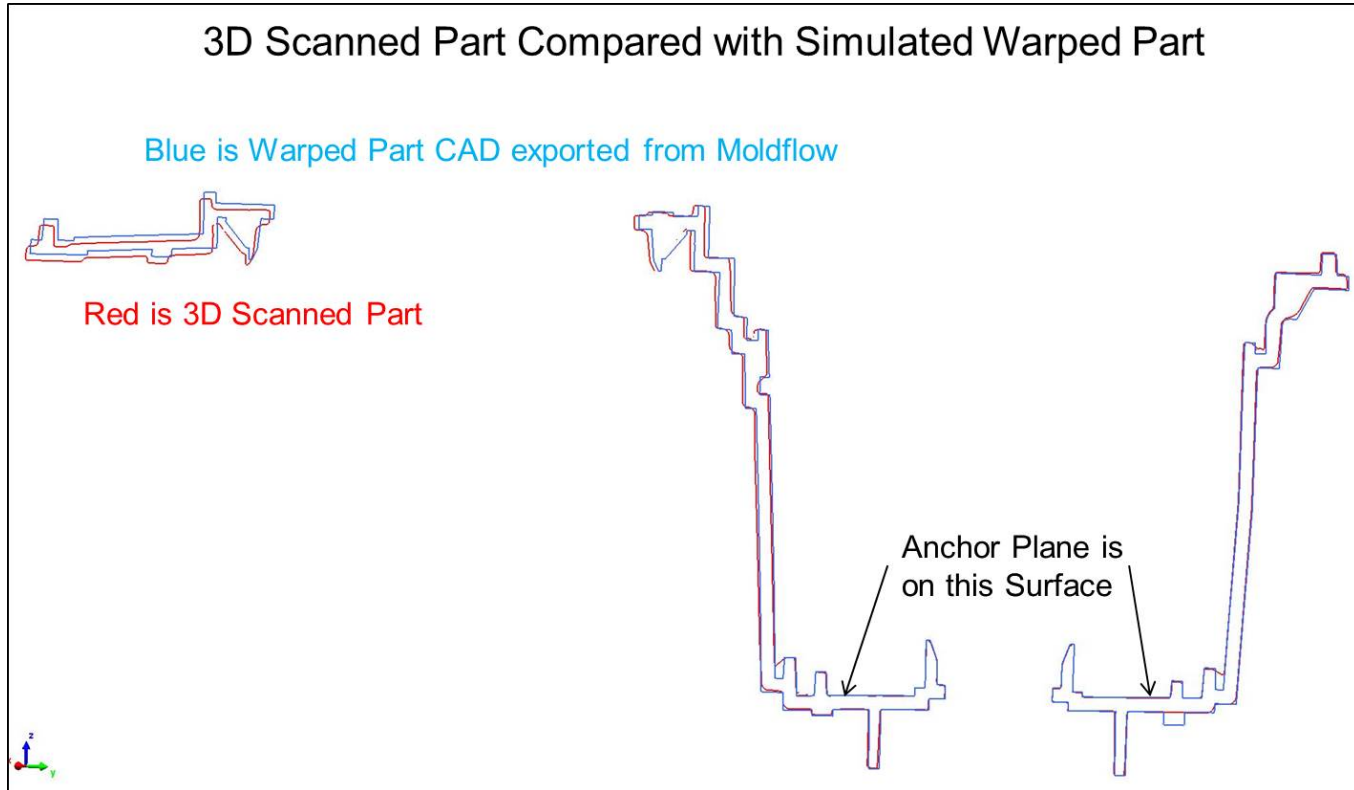 3D Scanned Part Compared with Simulated Warped Part
Blue is Warped Part CAD exported from Moldflow
Red is 3D Scanned Part
Anchor Plane is
on this Surface
z
x
y